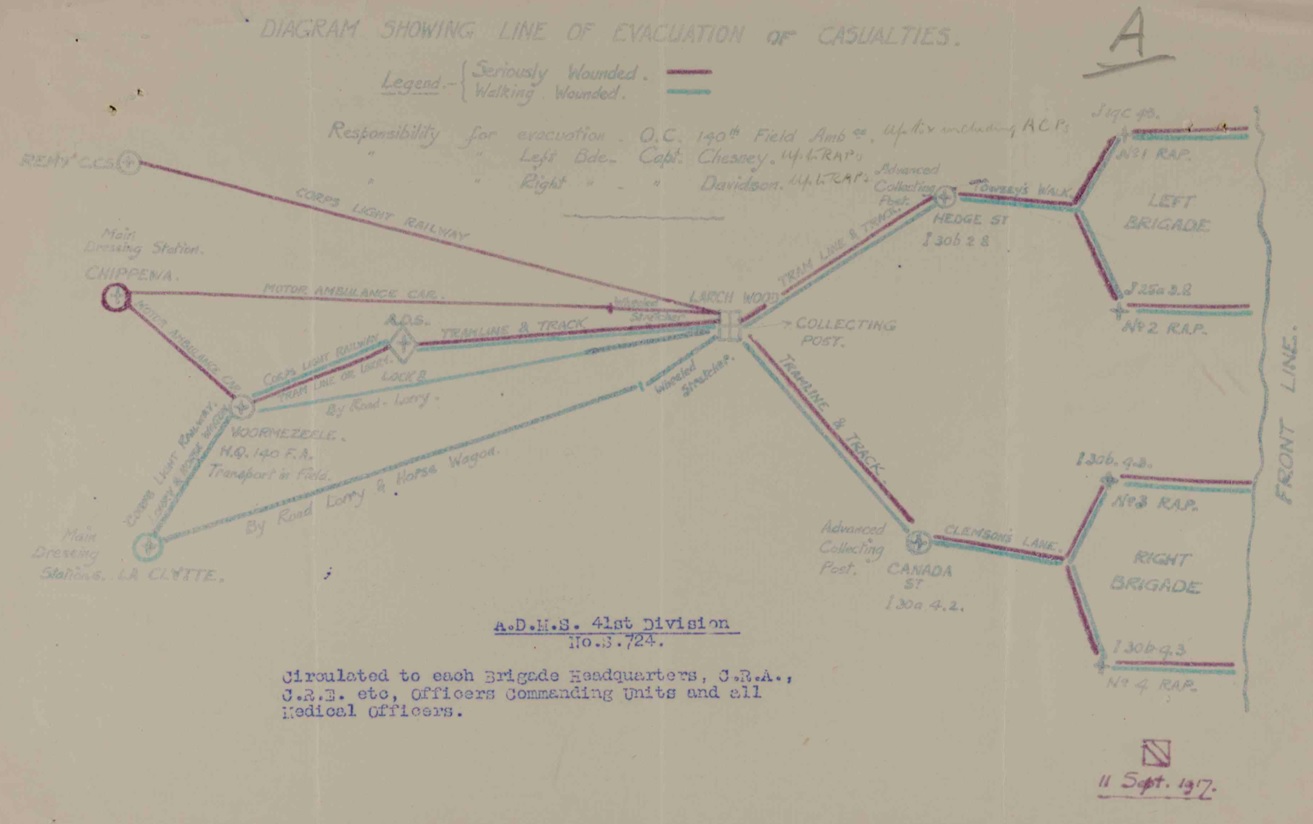 A
DIAGRAM SHOWING LINE OF EVACUATION OF CASUALTIES.
Legend.- { Seriously Wounded.
Walking Wounded.
Responsibility for evacuation. O.C. 140th Field Ambce. up to & including ACPs
" " Left Bde. Capt. Chesney. up to RAPs
" " Right " . " Davidson. up to RAPs
REMY C.C.S.
CORPS LIGHT RAILWAY
Main
Dressing Station.
CHIPPEWA.
MOTOR AMBULANCE CAR.
MOTOR AMBULANCE CAR.
Wheeled
Stretcher
LARCH WOOD
COLLECTING
POST.
A.D.S.
TRAMLINE & TRACK
CORPS LIGHT RAILWAY
TRAM LINE OR LORRY.
LOCK 8
By Road-Lorry.
Wheeled
Stretcher.
VOORMEZEELE.
H.Q. 140 F.A.
Transport in Field.
CORPS LIGHT RAILWAY.
LORRY & HORSE WAGON
By Road Lorry & Horse Wagon.
Main
Dressing
Stations. LA CLYTTE.
TRAM LINE & TRACK.
Advanced
Collecting
Post.
HEDGE ST
I 30b 2.8
TOWSEY'S WALK.
No 1 RAP.
LEFT
BRIGADE
I 25a 3.8
No 2 RAP.
TRAMLINE & TRACK.
Advanced
Collecting
Post.
CANADA
ST
I 30a 4.2.
CLEMSON'S LANE.
I 30b. 4.2.
No 3 RAP.
RIGHT
BRIGADE
I 30b 4.3
No 4 RAP.
FRONT LINE.
A.D.M.S. 41st Division
No.S.724.
Circulated to each Brigade Headquarters, C.R.A.,
C.R.E. etc, Officers Commanding Units and all
Medical Officers.
11 Sept. 1917.